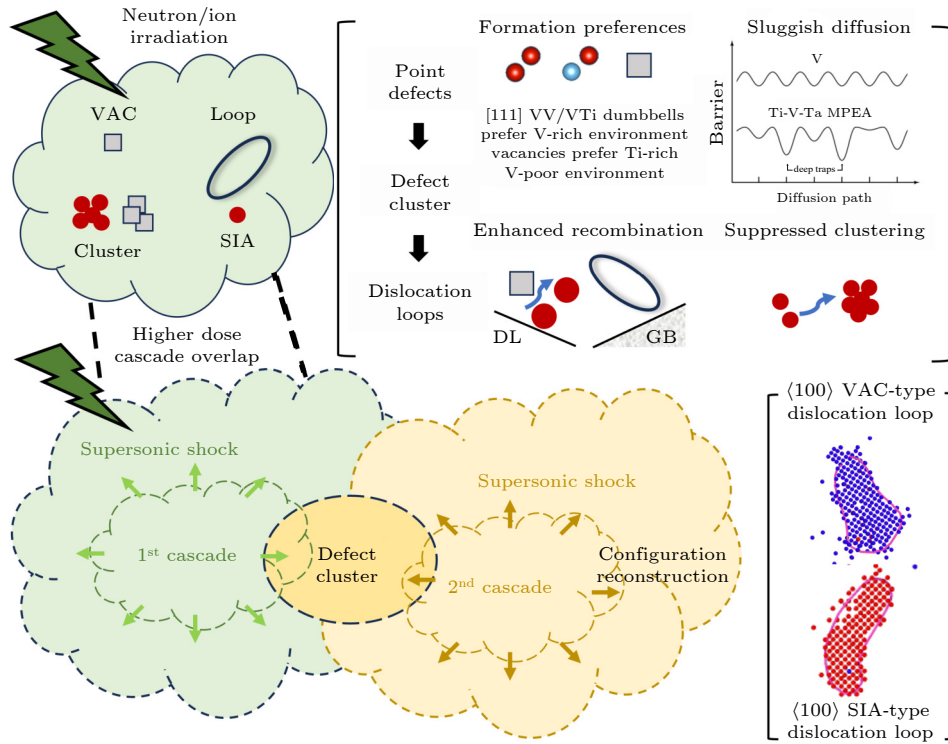 Neutron/ion
irradiation
VAC
Loop
Cluster
SIA
Point
defects
Defect
cluster
Dislocation
loops
Formation preferences
[111] VV/VTi dumbbells
prefer V-rich environment
vacancies prefer Ti-rich
V-poor environment
Sluggish diffusion
Barrier
V
Ti-V-Ta MPEA
deep traps
Diffusion path
Enhanced recombination
DL
GB
Suppressed clustering
Higher dose
cascade overlap
Supersonic shock
1st cascade
Defect
cluster
Supersonic shock
2nd cascade
Configuration
reconstruction
⟨100⟩ VAC-type
dislocation loop
⟨100⟩ SIA-type
dislocation loop